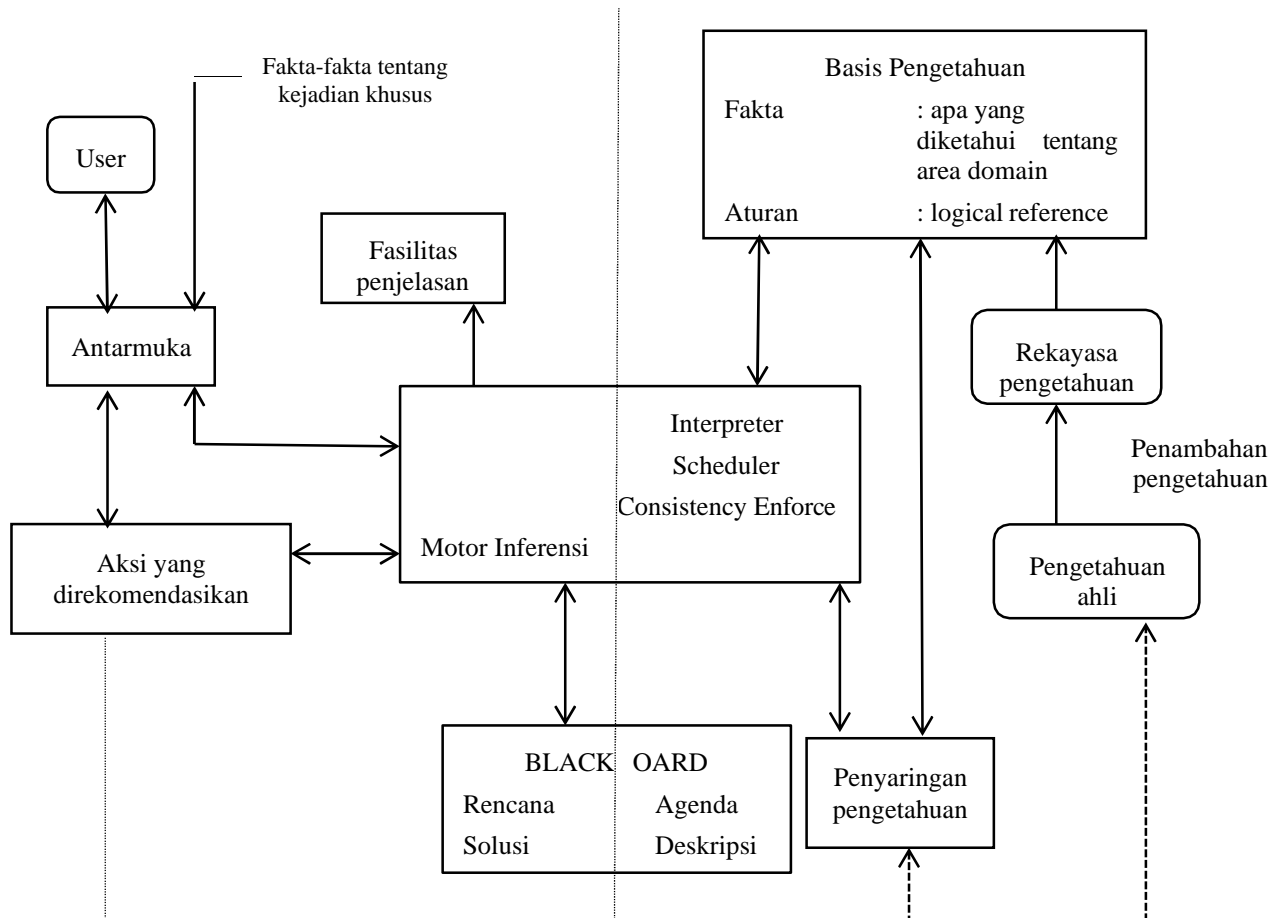 Fakta-fakta tentang
kejadian khusus
User
Antarmuka
Aksi yang
direkomendasikan
Fasilitas
penjelasan
Basis Pengetahuan
Fakta : apa yang
diketahui tentang
area domain
Aturan : logical reference
Interpreter
Scheduler
Consistency Enforce
Motor Inferensi
Rekayasa
pengetahuan
Penambahan
pengetahuan
Pengetahuan
ahli
BLACK OARD
Rencana Agenda
Solusi Deskripsi
Penyaringan
pengetahuan